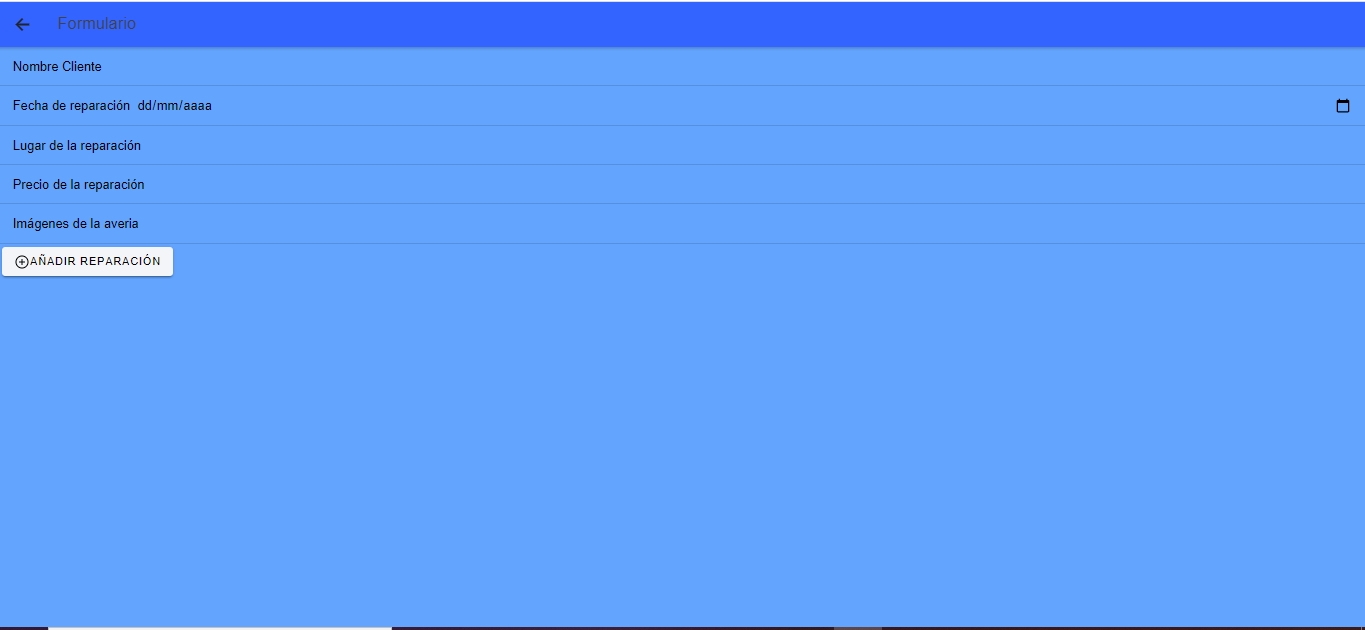 Formulario
Nombre Cliente
Fecha de reparación dd/mm/aaaa
Lugar de la reparación
Precio de la reparación
Imágenes de la averia
AÑADIR REPARACIÓN